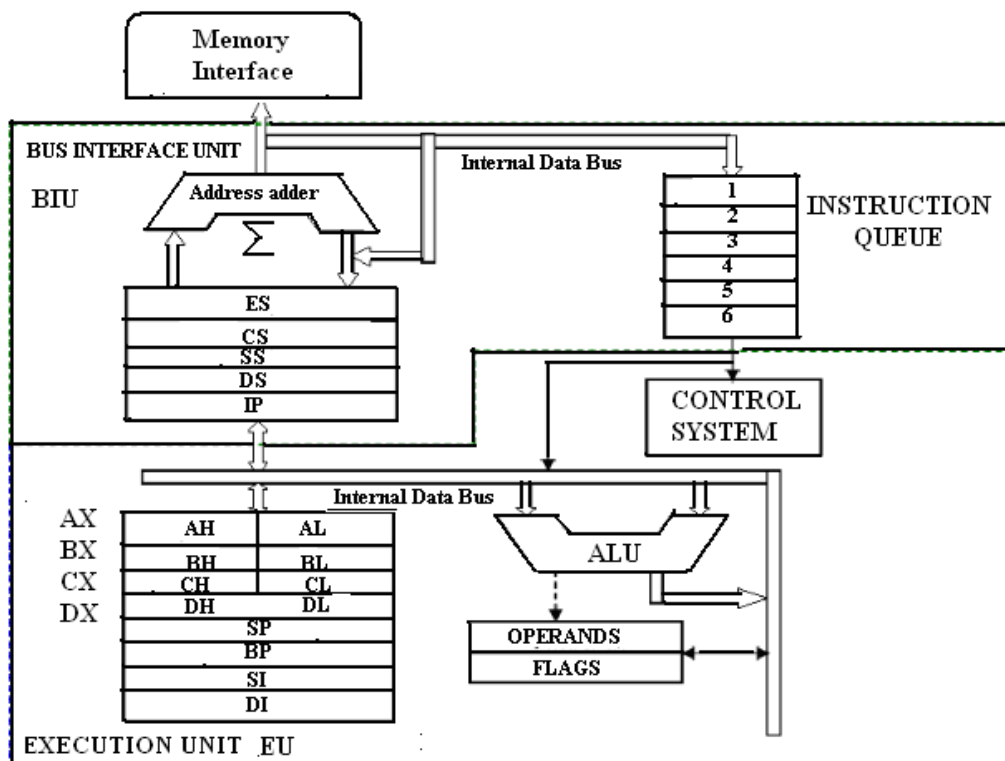 Memory
Interface
BUS INTERFACE UNIT
Internal Data Bus
BIU
Address adder
Σ
1
2
3
4
5
6
INSTRUCTION
QUEUE
ES
CS
SS
DS
IP
CONTROL
SYSTEM
Internal Data Bus
AX
BX
CX
DX
AH AL
BH BL
CH CL
DH DL
SP
BP
SI
DI
ALU
OPERANDS
FLAGS
EXECUTION UNIT EU